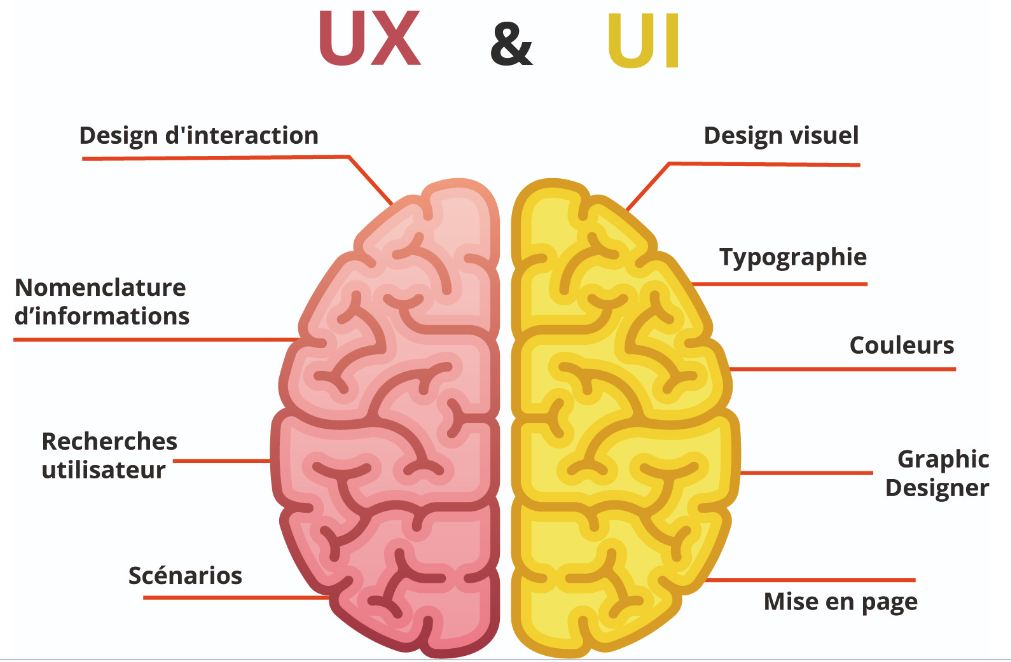 UX & UI
Design d'interaction
Nomenclature
d’informations
Recherches
utilisateur
Scénarios
Design visuel
Typographie
Couleurs
Graphic
Designer
Mise en page